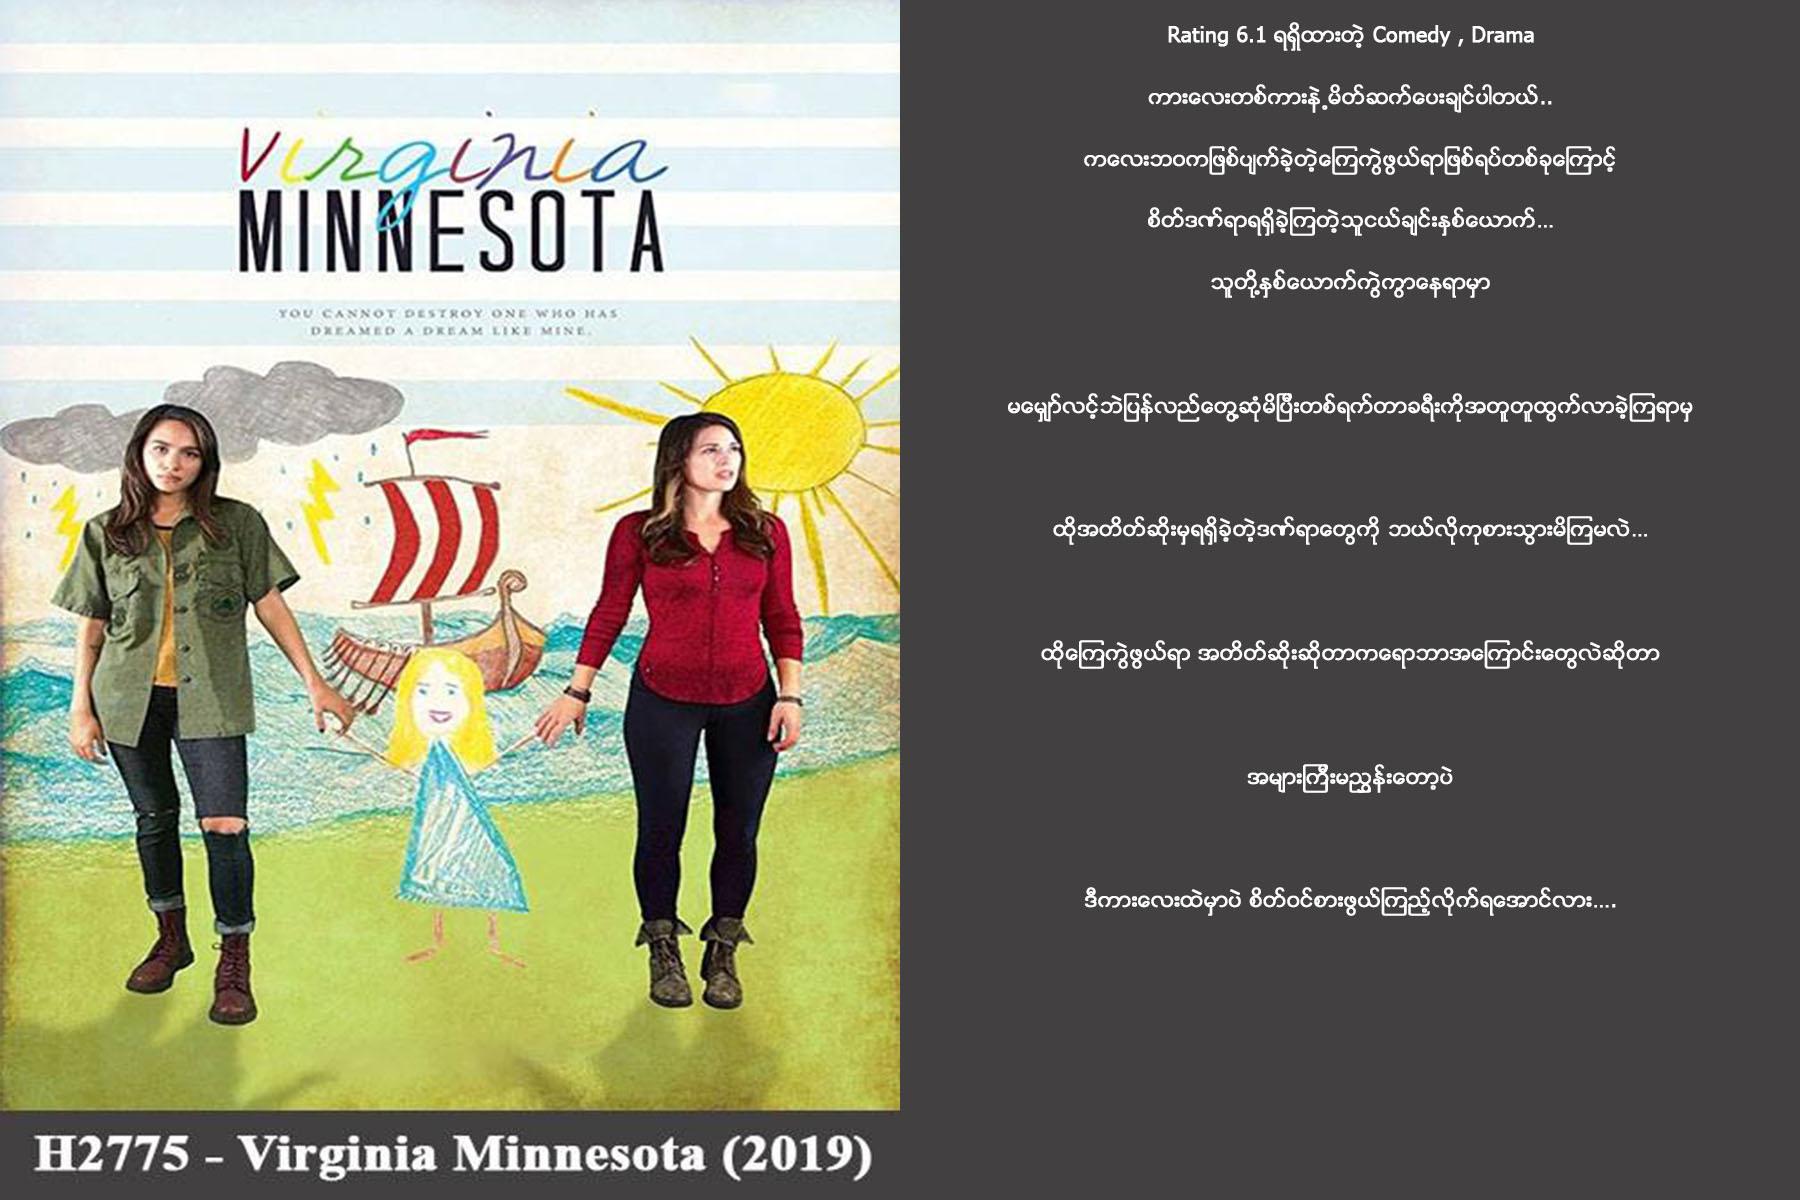 Virginia
MINNESOTA
YOU CANNOT DESTROY ONE WHO HAS
DREAMED A DREAM LIKE MINE.
H2775 - Virginia Minnesota (2019)
Rating 6.1 ရရှိထားတဲ့ Comedy , Drama
ကားလေးတစ်ကားနဲ့မိတ်ဆက်ပေးချင်ပါတယ်..
ကလေးဘဝကဖြစ်ပျက်ခဲ့တဲ့ကြေကွဲဖွယ်ရာဖြစ်ရပ်တစ်ခုကြောင့်
စိတ်ဒဏ်ရာရရှိခဲ့ကြတဲ့သူငယ်ချင်းနှစ်ယောက်...
သူတို့နှစ်ယောက်ကွဲကွာနေရာမှာ
မမျှော်လင့်ဘဲပြန်လည်တွေ့ဆုံမိပြီးတစ်ရက်တာခရီးကိုအတူတူထွက်လာခဲ့ကြရာမှ
ထိုအတိတ်ဆိုးမှရရှိခဲ့တဲ့ဒဏ်ရာတွေကို ဘယ်လိုကုစားသွားမိကြမလဲ...
ထိုကြေကွဲဖွယ်ရာ အတိတ်ဆိုးဆိုတာကရောဘာအကြောင်းတွေလဲဆိုတာ
အများကြီးမညွှန်းတော့ပဲ
ဒီကားလေးထဲမှာပဲ စိတ်ဝင်စားဖွယ်ကြည့်လိုက်ရအောင်လား....